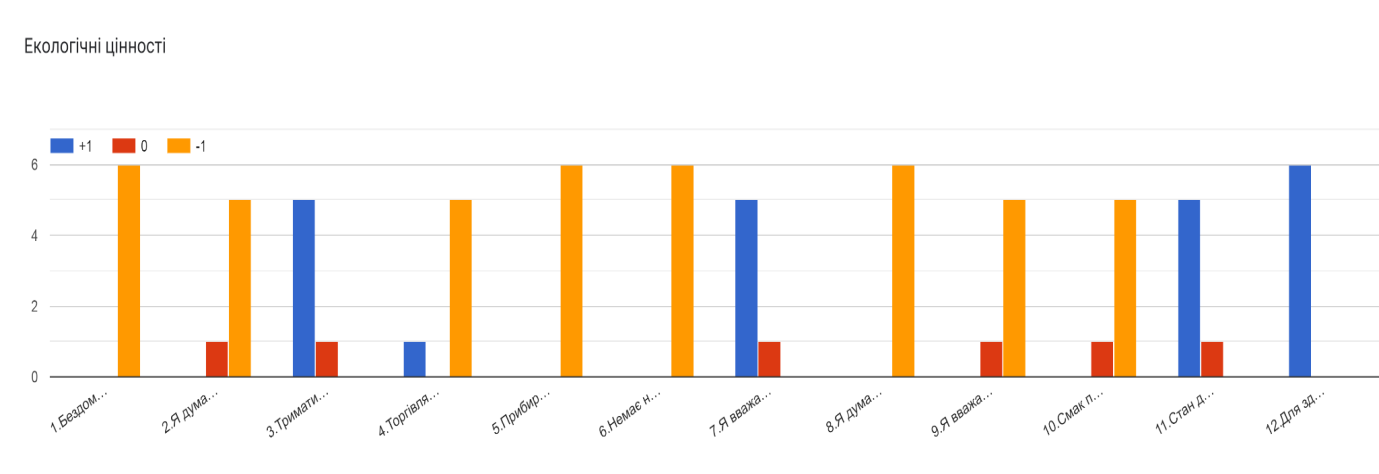 Екологічні цінності
+1 0 -1
6
4
2
0
1.Бездом...
2.Я дума...
3.Тримати...
4.Торгівля...
5.Прибир...
6.Немає н...
7.Я вважа...
8.Я дума...
9.Я вважа...
10.Смак п...
11.Стан д...
12.Для зд...